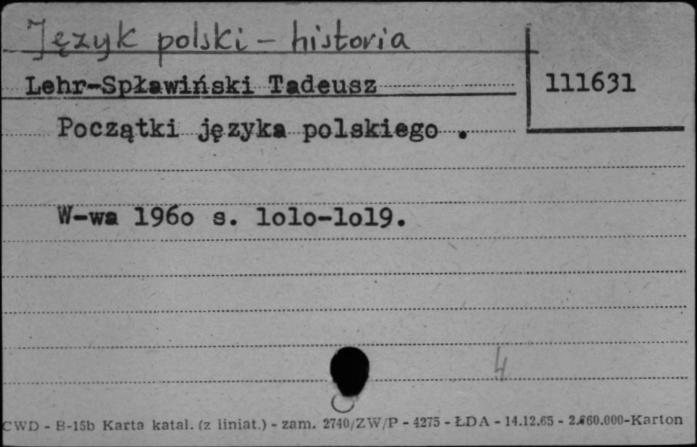 Język polski - historia
Lehr-Spławiński Tadeusz
111631
Początki języka polskiego .
W-wa 196o s. lolo-lol9.
4
CWD - B-15b Karta katal. (z liniat.) - zam. 2740/ZW/P - 4275 - ŁDA - 14.12.65 - 2.860.000-Karton